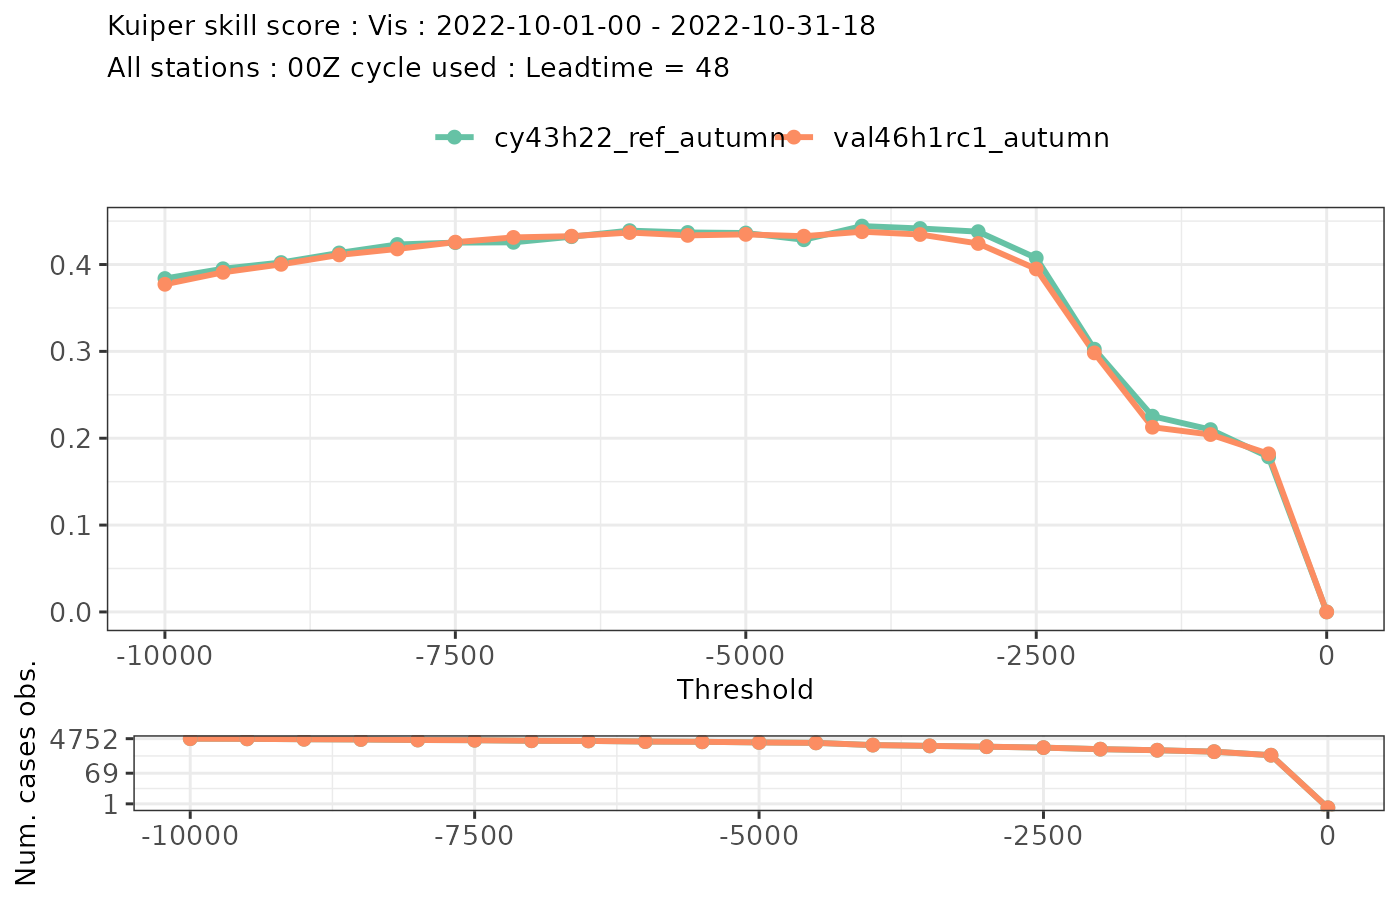 Kuiper skill score : Vis : 2022-10-01-00 - 2022-10-31-18
All stations : 00Z cycle used : Leadtime = 48
cy43h22_ref_autumn val46h1rc1_autumn
0.4
0.3
0.2
0.1
0.0
-10000 -7500 -5000 -2500 0
Threshold
Num. cases obs.
4752
69
1
-10000 -7500 -5000 -2500 0